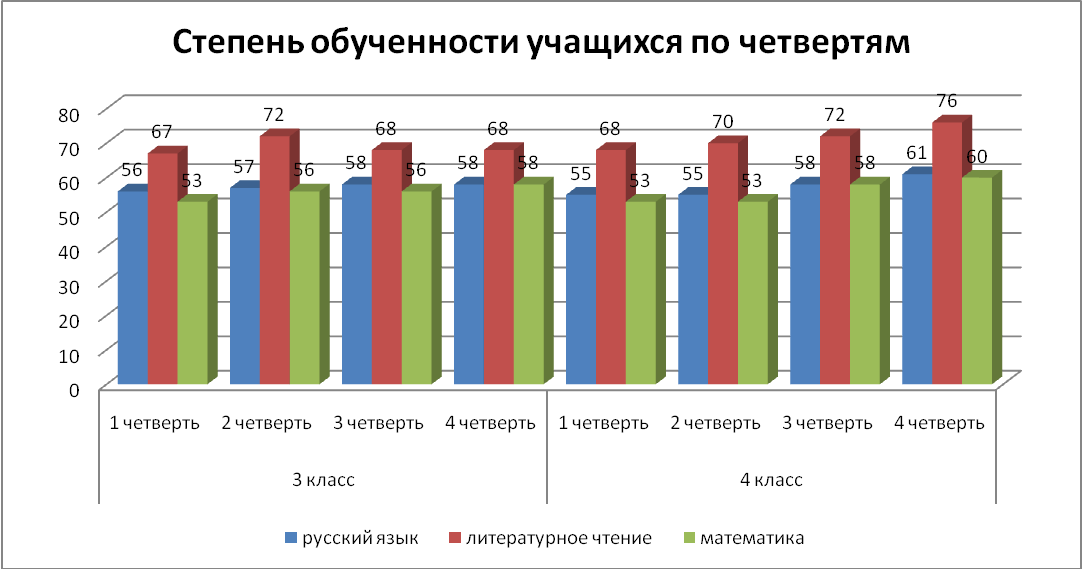 Степень обученности учащихся по четвертям
80
70
60
50
40
30
20
10
0
56 67 53
57 72 56
58 68 56
58 68 58
55 68 53
55 70 53
58 72 58
61 76 60
1 четверть 2 четверть 3 четверть 4 четверть 1 четверть 2 четверть 3 четверть 4 четверть
3 класс 4 класс
русский язык литературное чтение математика